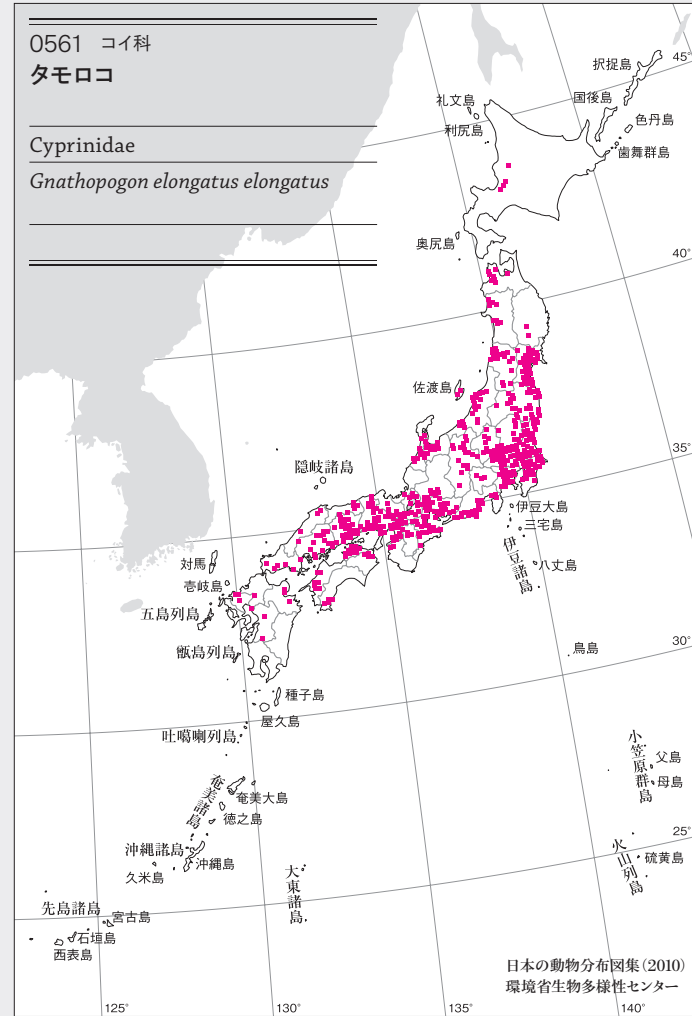 0561 コイ科
タモロコ
Cyprinidae
Gnathopogon elongatus elongatus
択捉島
45°
礼文島
国後島
利尻島
色丹島
歯舞群島
奥尻島
40°
佐渡島
35°
隠岐諸島
伊豆大島
三宅島
伊豆諸島
八丈島
対馬
壱岐島
五島列島
甑島列島
鳥島
30°
種子島
屋久島
吐噶喇列島
小笠原群島
父島
母島
奄美諸島
奄美大島
徳之島
25°
沖縄諸島
沖縄島
久米島
火山列島
硫黄島
大東諸島
先島諸島
宮古島
石垣島
西表島
日本の動物分布図集(2010)
環境省生物多様性センター
125°
130°
135°
140°